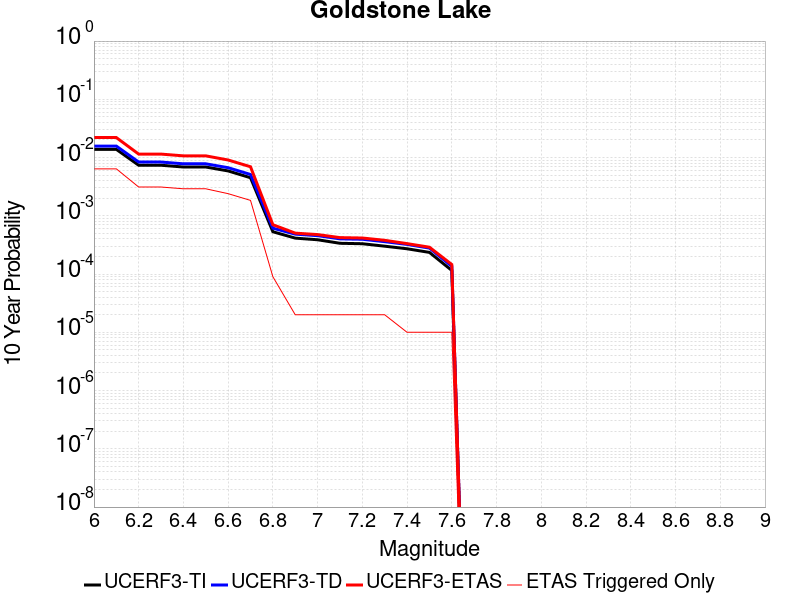 Goldstone Lake
10^0
10^-1
10^-2
10^-3
10^-4
10^-5
10^-6
10^-7
10^-8
10 Year Probability
6 6.2 6.4 6.6 6.8 7 7.2 7.4 7.6 7.8 8 8.2 8.4 8.6 8.8 9
Magnitude
UCERF3-TI UCERF3-TD UCERF3-ETAS ETAS Triggered Only